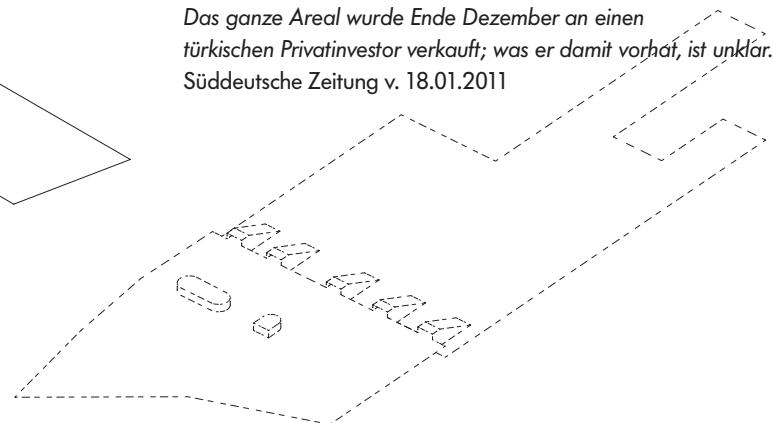 Das ganze Areal wurde Ende Dezember an einen
türkischen Privatinvestor verkauft; was er damit vorhat, ist unklar.
Süddeutsche Zeitung v. 18.01.2011